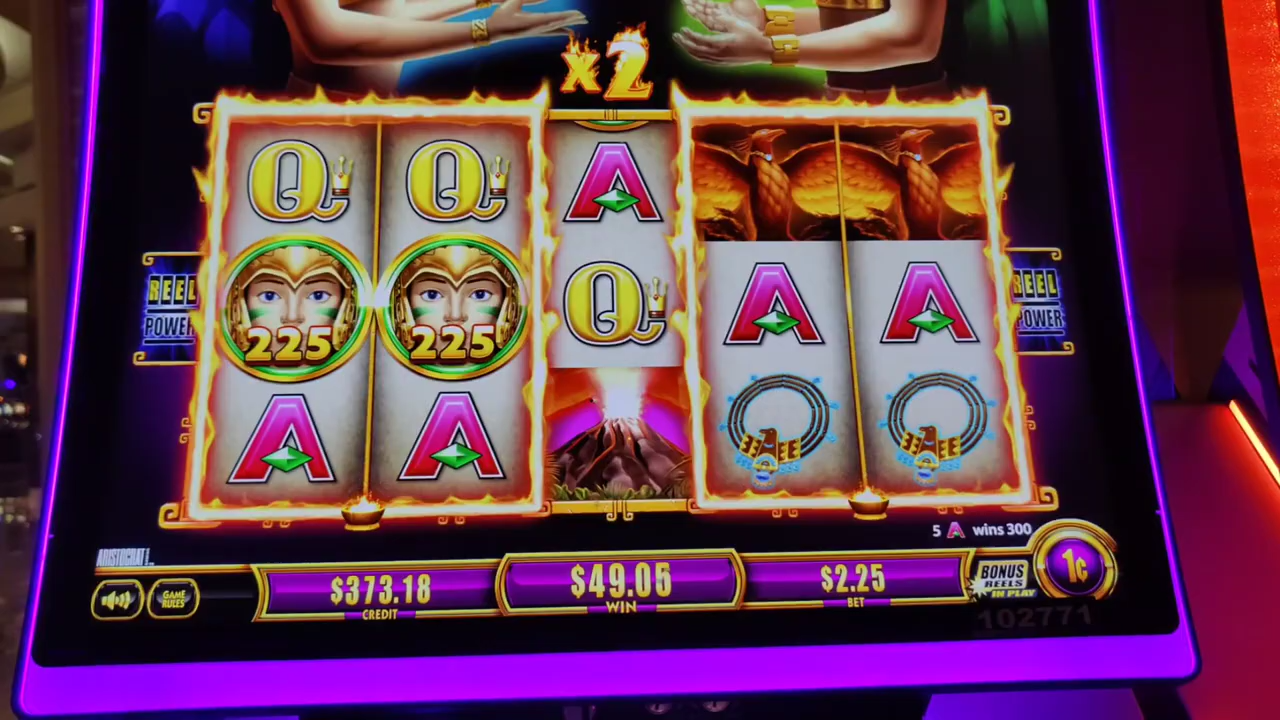 x2
Q Q A
225 225 Q A A
A A
REEL
POWER
REEL
POWER
5 A wins 300
ARISTOCRAT
GAME
RULES
$373.18
CREDIT
$49.05
WIN
$2.25
BET
BONUS
REELS
IN PLAY
1¢
102771